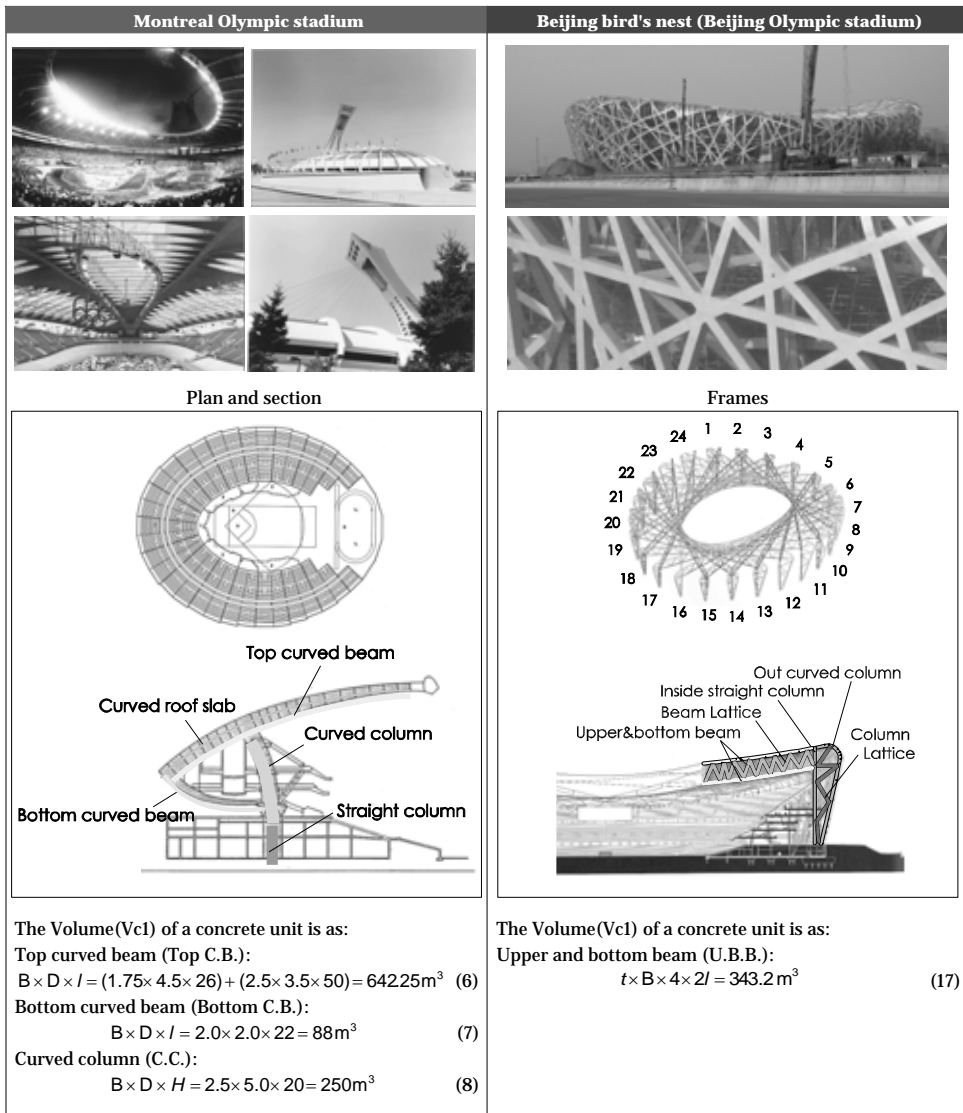 Montreal Olympic stadium
Beijing bird's nest (Beijing Olympic stadium)
Plan and section
Top curved beam
Curved roof slab
Curved column
Bottom curved beam
Straight column
The Volume(Vc1) of a concrete unit is as:
Top curved beam (Top C.B.):
B × D × l = (1.75× 4.5× 26) + (2.5× 3.5× 50) = 642.25m³ (6)
Bottom curved beam (Bottom C.B.):
B × D × l = 2.0× 2.0× 22 = 88m³ (7)
Curved column (C.C.):
B × D × H = 2.5× 5.0× 20 = 250m³ (8)
Frames
1 2 3 4 5 6 7 8 9 10 11 12 13 14 15 16 17 18 19 20 21 22 23 24
Out curved column
Inside straight column
Beam Lattice
Upper&bottom beam
Column
Lattice
The Volume(Vc1) of a concrete unit is as:
Upper and bottom beam (U.B.B.):
t × B × 4 × 2l = 343.2 m³ (17)